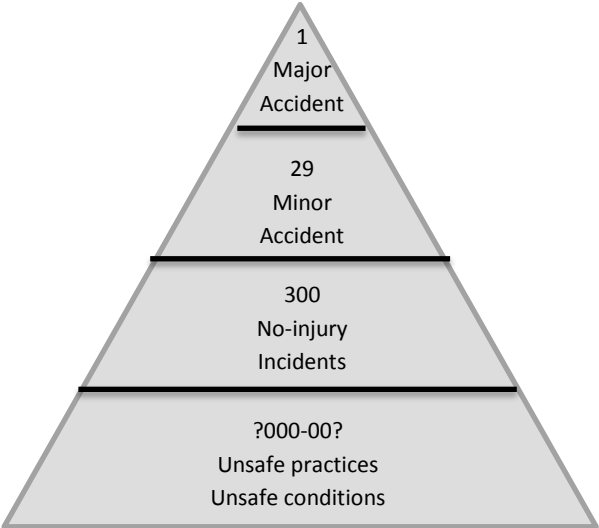 1
Major
Accident
29
Minor
Accident
300
No-injury
Incidents
?000-00?
Unsafe practices
Unsafe conditions